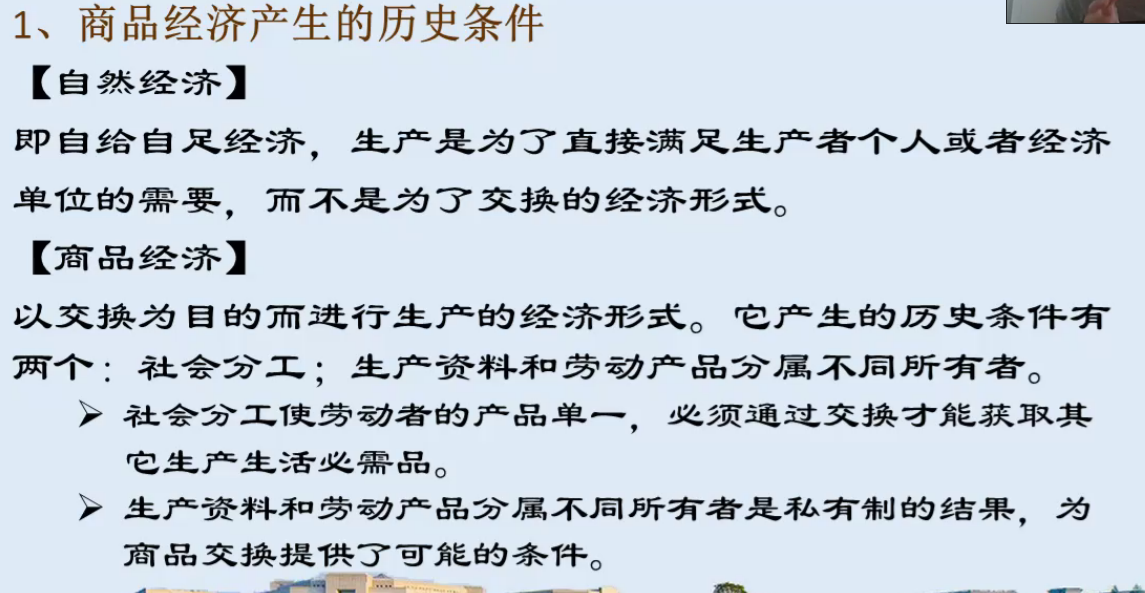 1、商品经济产生的历史条件
【自然经济】
即自给自足经济，生产是为了直接满足生产者个人或者经济
单位的需要，而不是为了交换的经济形式。
【商品经济】
以交换为目的而进行生产的经济形式。它产生的历史条件有
两个：社会分工；生产资料和劳动产品分属不同所有者。
➢ 社会分工使劳动者的产品单一，必须通过交换才能获取其
它生产生活必需品。
➢ 生产资料和劳动产品分属不同所有者是私有制的结果，为
商品交换提供了可能的条件。